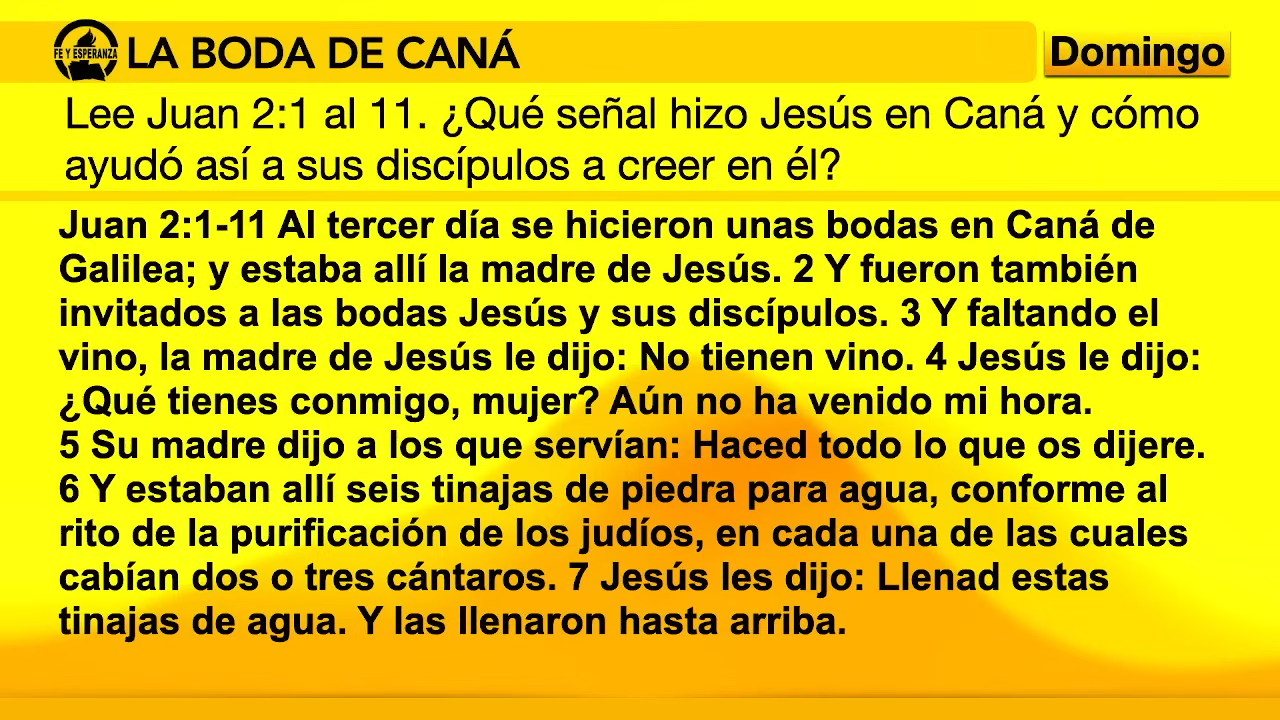 FE Y ESPERANZA
LA BODA DE CANÁ
Domingo
Lee Juan 2:1 al 11. ¿Qué señal hizo Jesús en Caná y cómo
ayudó así a sus discípulos a creer en él?
Juan 2:1-11 Al tercer día se hicieron unas bodas en Caná de
Galilea; y estaba allí la madre de Jesús. 2 Y fueron también
invitados a las bodas Jesús y sus discípulos. 3 Y faltando el
vino, la madre de Jesús le dijo: No tienen vino. 4 Jesús le dijo:
¿Qué tienes conmigo, mujer? Aún no ha venido mi hora.
5 Su madre dijo a los que servían: Haced todo lo que os dijere.
6 Y estaban allí seis tinajas de piedra para agua, conforme al
rito de la purificación de los judíos, en cada una de las cuales
cabían dos o tres cántaros. 7 Jesús les dijo: Llenad estas
tinajas de agua. Y las llenaron hasta arriba.